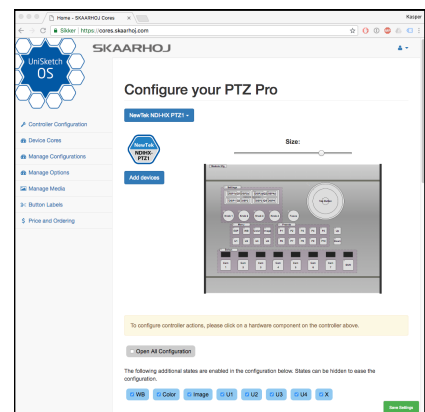 Home - SKAARHOJ Cores
Kasper
Sikker | https://cores.skaarhoj.com
SKAARHOJ
UniSketch
OS
Configure your PTZ Pro
NewTek NDI-HX PTZ1
Controller Configuration
Device Cores
Manage Configurations
Manage Options
Manage Media
Button Labels
Price and Ordering
NewTek
NDIHX-
PTZ1
Size:
Add devices
To configure controller actions, please click on a hardware component on the controller above.
Open All Configuration
The following additional states are enabled in the configuration below. States can be hidden to ease the
configuration.
WB
Color
Image
U1
U2
U3
U4
X
Save Settings